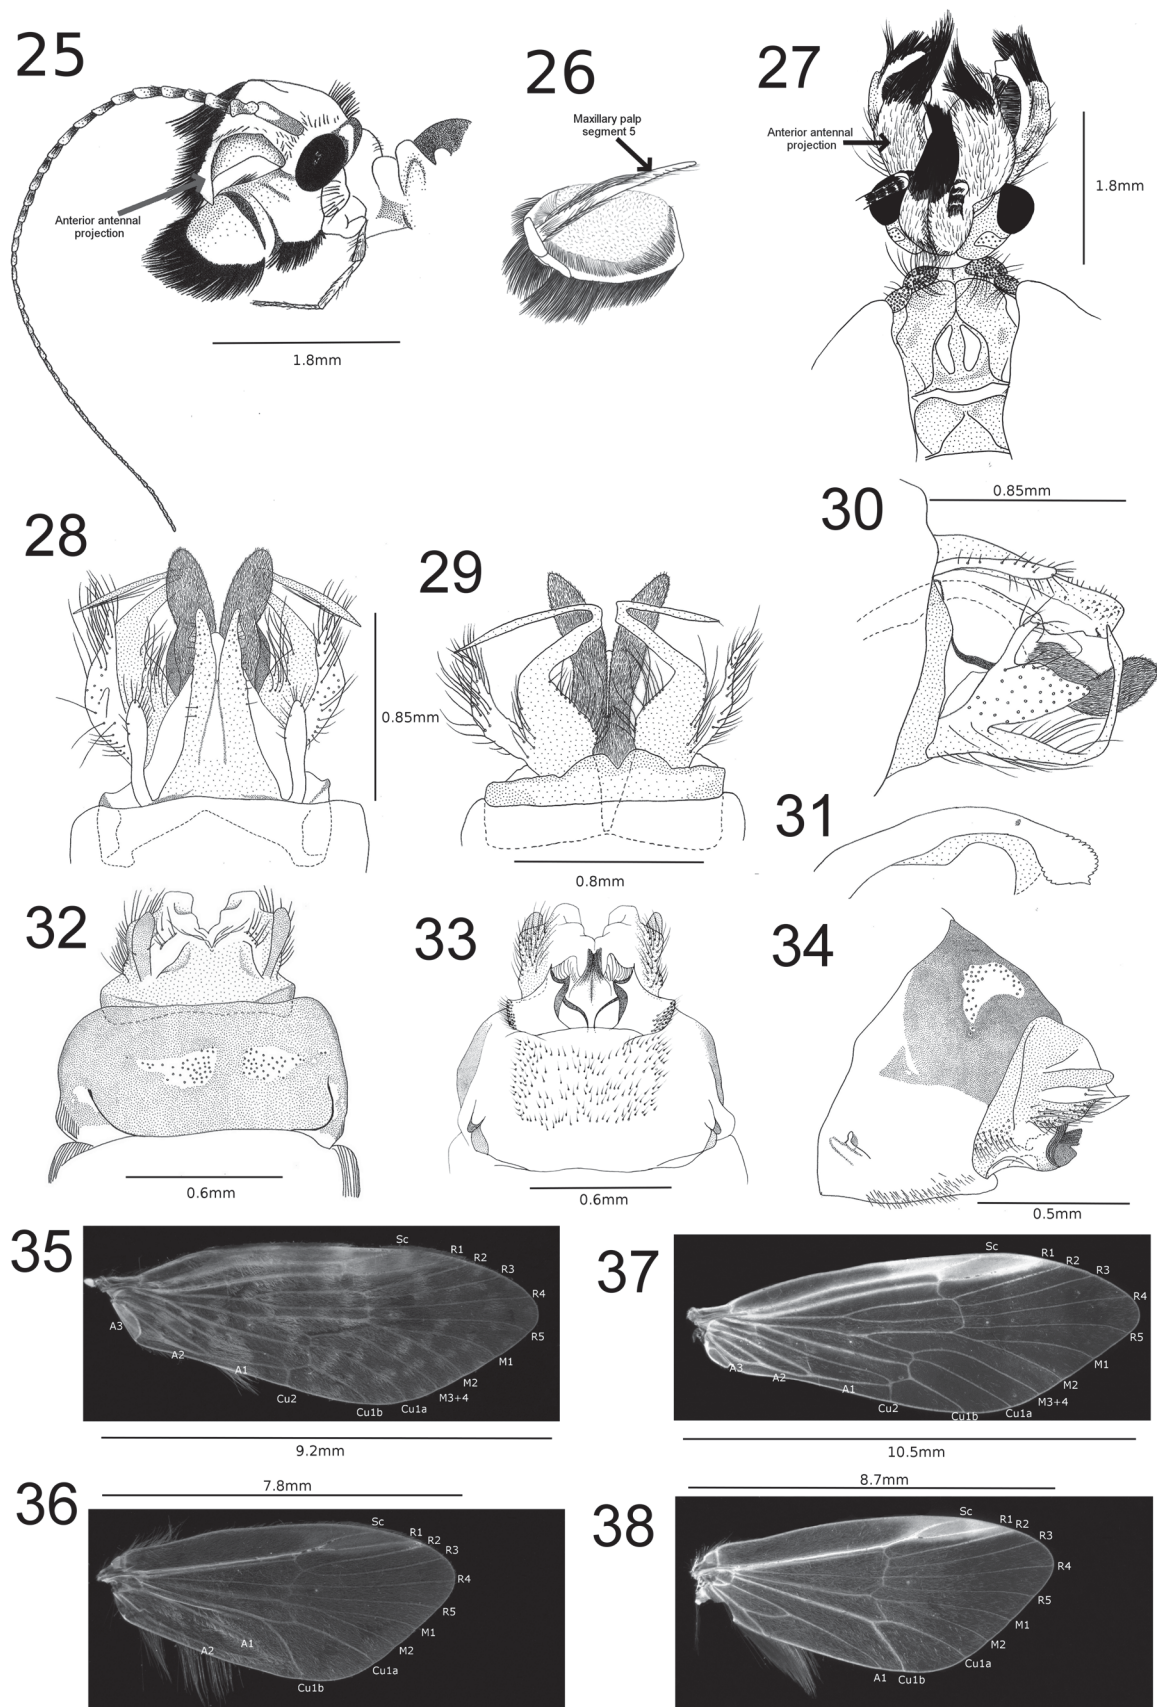 25
Anterior antennal
projection
1.8mm
26
Maxillary palp
segment 5
27
Anterior antennal
projection
1.8mm
28
0.85mm
29
0.8mm
30
0.85mm
31
32
0.6mm
33
0.6mm
34
0.5mm
35
Sc
R1
R2
R3
R4
R5
M1
M2
M3+4
Cu1a
Cu1b
Cu2
A1
A2
A3
9.2mm
37
Sc
R1
R2
R3
R4
R5
M1
M2
M3+4
Cu1a
Cu1b
Cu2
A1
A2
A3
10.5mm
36
7.8mm
Sc
R1
R2
R3
R4
R5
M1
M2
Cu1a
Cu1b
A1
A2
38
8.7mm
Sc
R1
R2
R3
R4
R5
M1
M2
Cu1a
Cu1b
A1